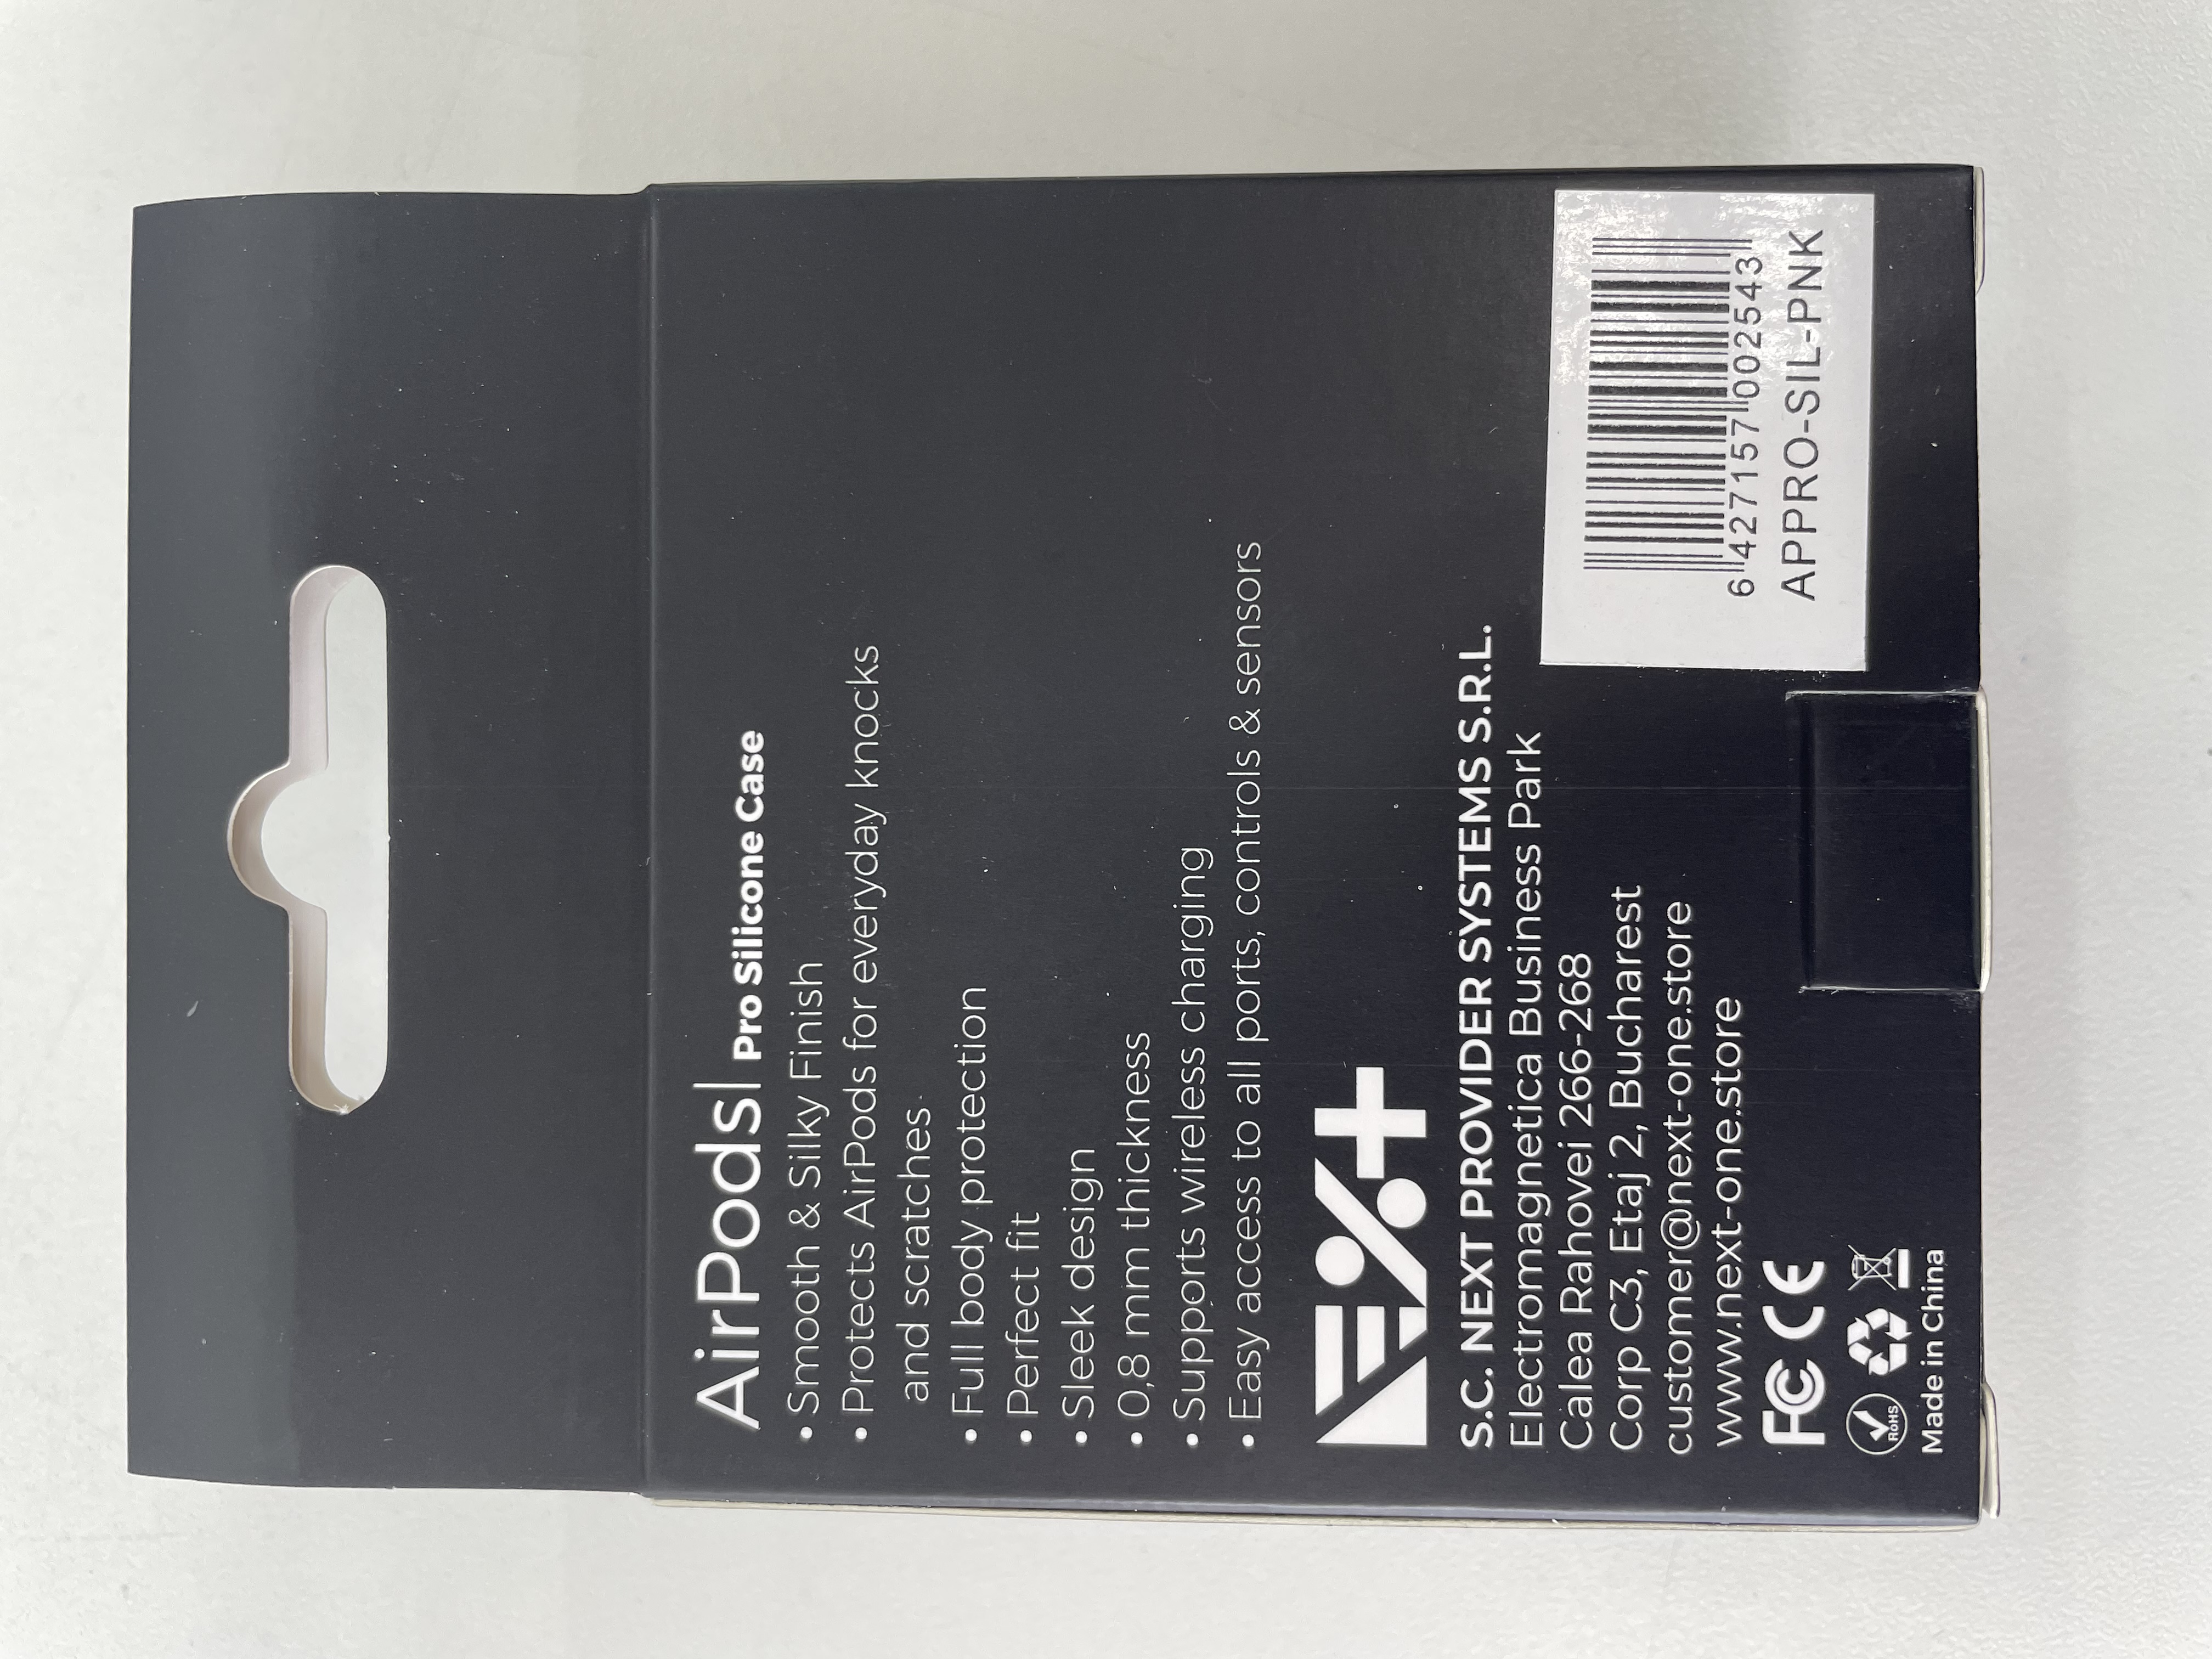 AirPods| Pro Silicone Case
• Smooth & Silky Finish
• Protects AirPods for everyday knocks
and scratches
• Full body protection
• Perfect fit
• Sleek design
• 0,8 mm thickness
• Supports wireless charging
• Easy access to all ports, controls & sensors
S.C. NEXT PROVIDER SYSTEMS S.R.L.
Electromagnetica Business Park
Calea Rahovei 266-268
Corp C3, Etaj 2, Bucharest
customer@next-one.store
www.next-one.store
FC CE
RoHS
Made in China
6 427157 002543
APPRO-SIL-PNK